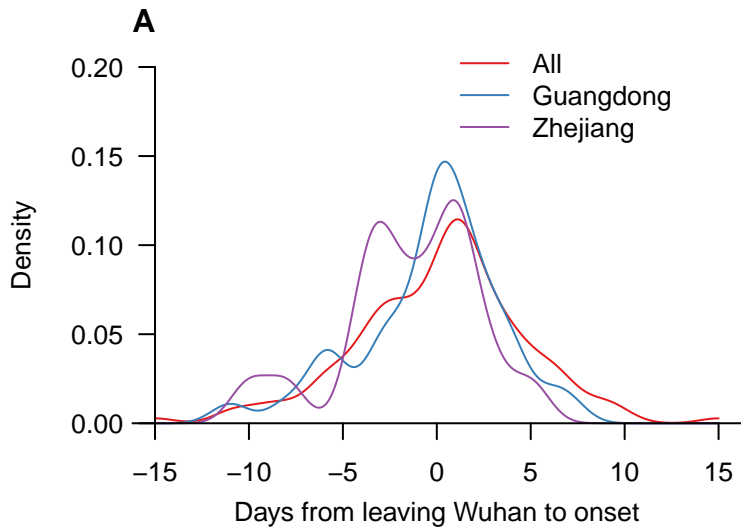 A
All
Guangdong
Zhejiang
0.20
0.15
0.10
0.05
0.00
Density
−15 −10 −5 0 5 10 15
Days from leaving Wuhan to onset